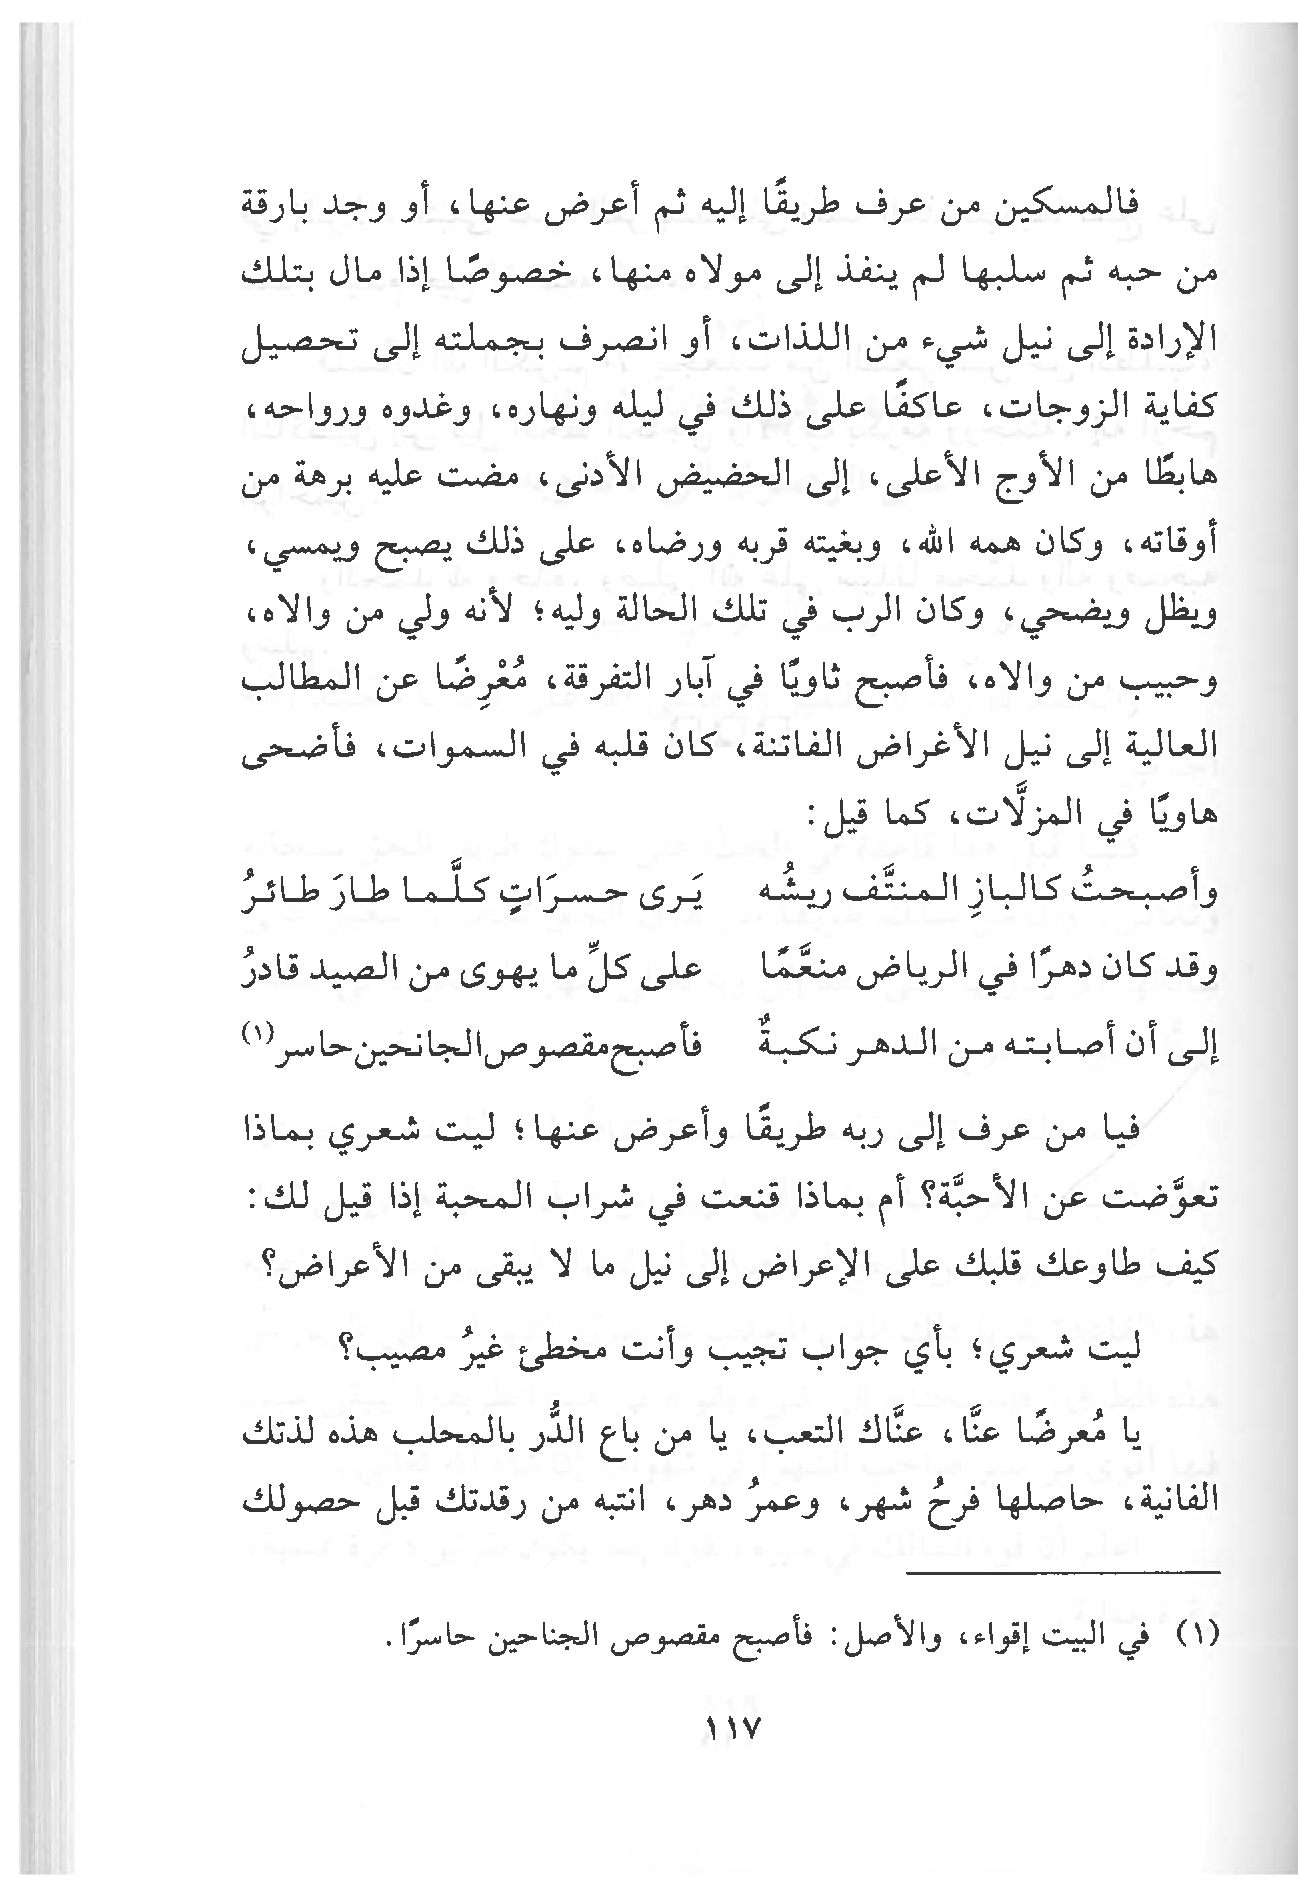 فالمسكين من عرف طريقًا إليه ثم أعرض عنها، أو وجد بارقة
من حبه ثم سلبها لم ينفذ إلى مولاه منها، خصوصًا إذا مال بتلك
الإرادة إلى نيل شيء من اللذات، أو انصرف بجملته إلى تحصيل
كفاية الزوجات، عاكفًا على ذلك في ليله ونهاره، وغدوه ورواحه،
هابطًا من الأوج الأعلى، إلى الحضيض الأدنى، مضت عليه برهة من
أوقاته، وكان همه الله، وبغيته قربه ورضاه، على ذلك يصبح ويمسي،
ويظل ويضحي، وكان الرب في تلك الحالة وليه؛ لأنه ولي من والاه،
وحبيب من والاه، فأصبح ثاويًا في آبار التفرقة، مُعْرِضًا عن المطالب
العالية إلى نيل الأغراض الفاتنة، كان قلبه في السموات، فأضحى
هاويًا في المزلَّات، كما قيل:
وأصبحتُ كالبازِ المنتَّف ريشُه يَرى حسرَاتٍ كلَّما طارَ طائرُ
وقد كان دهرًا في الرياض منعَّمًا على كلِّ ما يهوى من الصيد قادرُ
إلى أن أصابته من الدهر نكبةٌ فأصبح مقصوص الجانحين حاسر(١)
فيا من عرف إلى ربه طريقًا وأعرض عنها؛ ليت شعري بماذا
تعوَّضت عن الأحبَّة؟ أم بماذا قنعت في شراب المحبة إذا قيل لك:
كيف طاوعك قلبك على الإعراض إلى نيل ما لا يبقى من الأعراض؟
ليت شعري؛ بأي جواب تجيب وأنت مخطئ غيرُ مصيب؟
يا مُعرضًا عنَّا، عنَّاك التعب، يا من باع الدُّر بالمحلب هذه لذتك
الفانية، حاصلها فرحُ شهر، وعمرُ دهر، انتبه من رقدتك قبل حصولك
(١) في البيت إقواء، والأصل: فأصبح مقصوص الجناحين حاسرًا.
١١٧